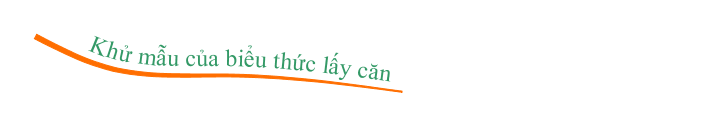 Khử mẫu của biểu thức lấy căn